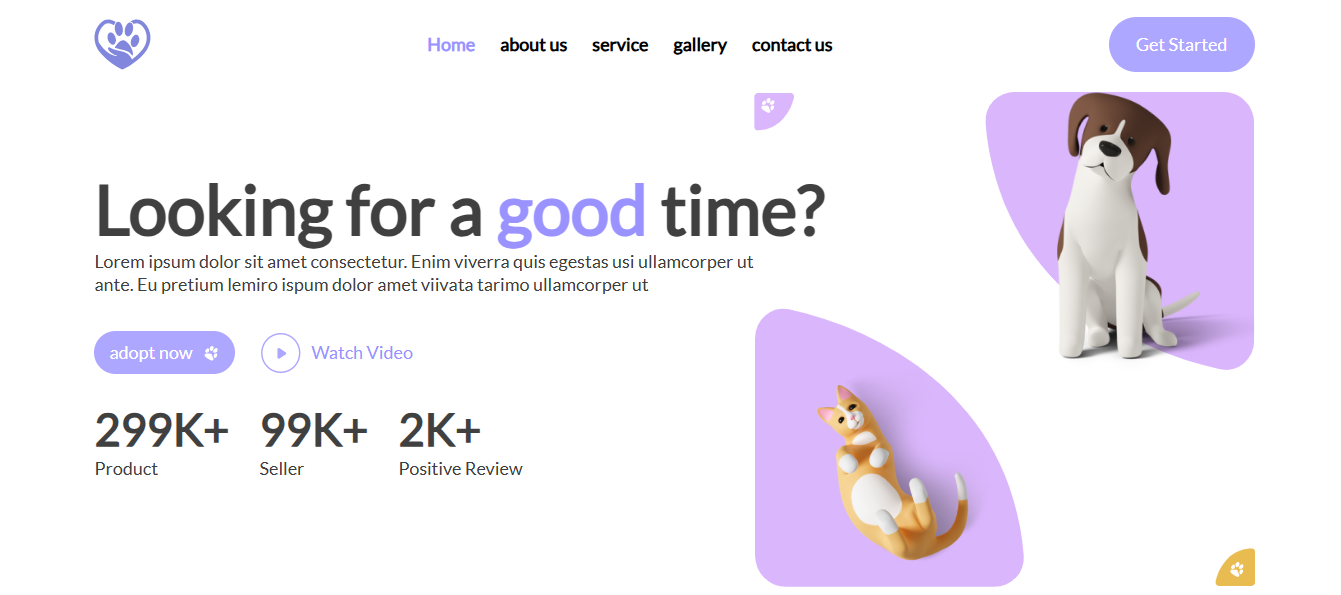 Home about us service gallery contact us Get Started
Looking for a good time?
Lorem ipsum dolor sit amet consectetur. Enim viverra quis egestas usi ullamcorper ut
ante. Eu pretium lemiro ispum dolor amet viivata tarimo ullamcorper ut
adopt now Watch Video
299K+ 99K+ 2K+
Product Seller Positive Review